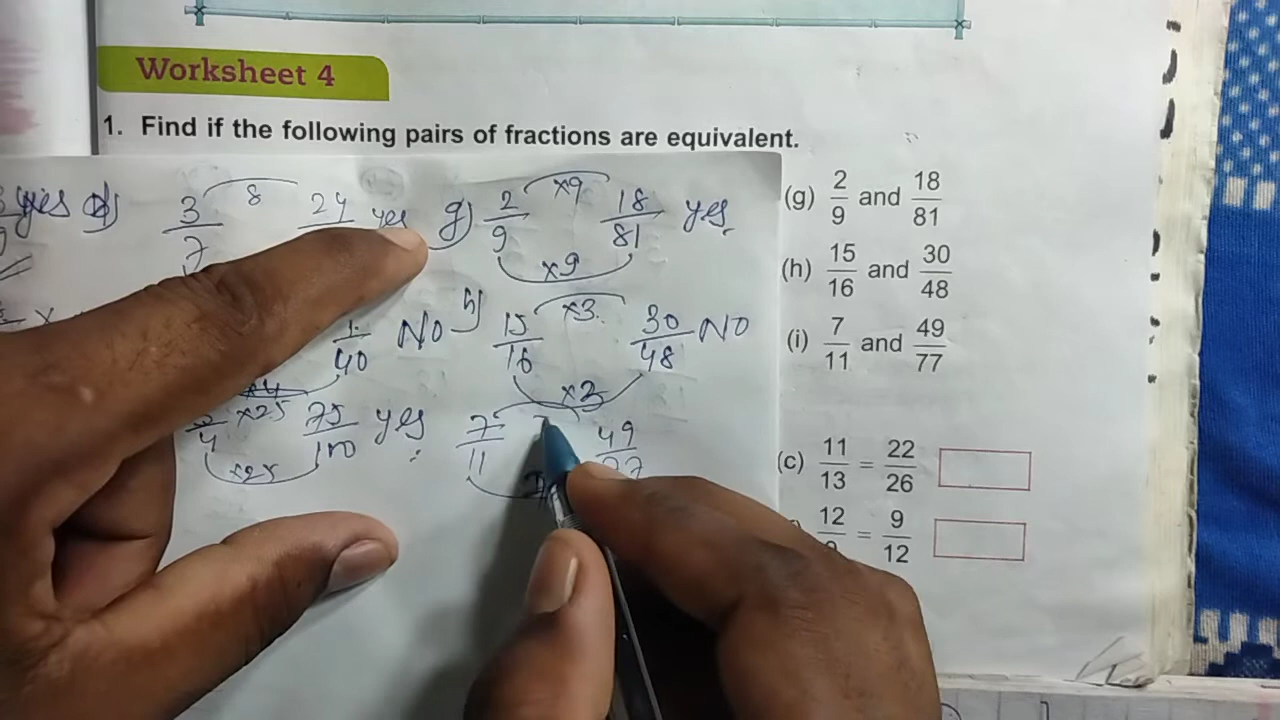 Worksheet 4
1. Find if the following pairs of fractions are equivalent.
yes d) 3/7 8 24 yes
g) 2/9 ×9 18/81 yes
×9
40 No
h) 15/16 ×3 30/48 NO
×3
4 ×25 75/100 yes
×25
7/11 49
(g) 2/9 and 18/81
(h) 15/16 and 30/48
(i) 7/11 and 49/77
(c) 11/13 = 22/26
12 = 9/12